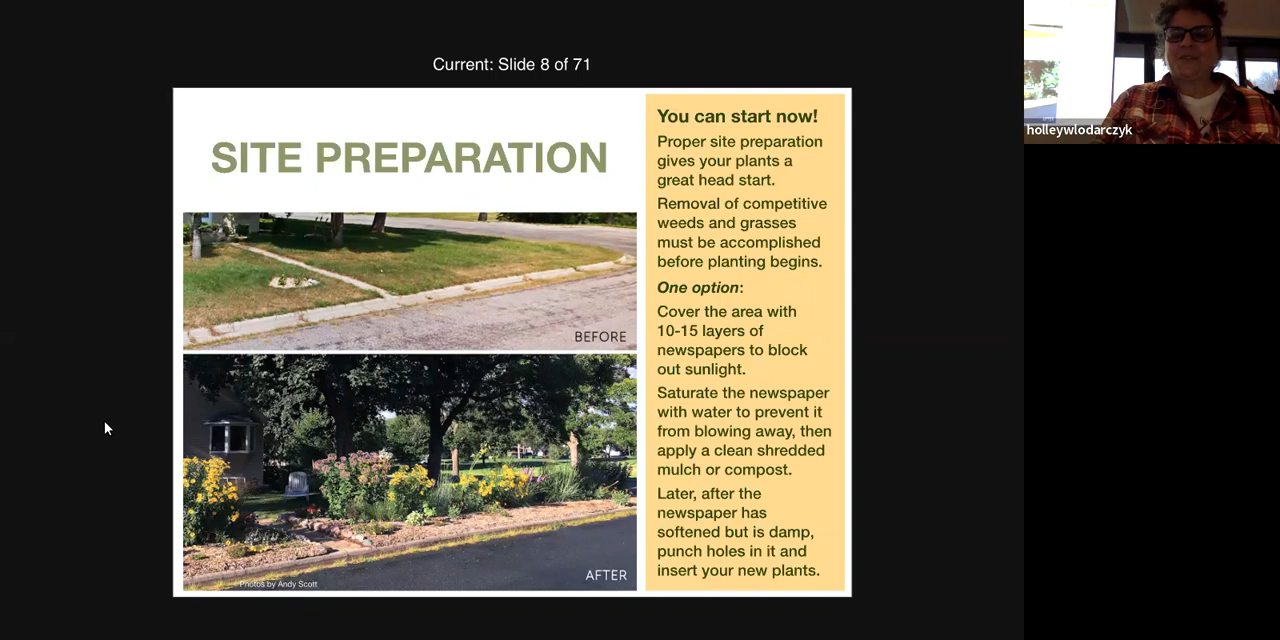 Current: Slide 8 of 71
SITE PREPARATION
BEFORE
AFTER
Photos by Andy Scott
You can start now!
Proper site preparation
gives your plants a
great head start.
Removal of competitive
weeds and grasses
must be accomplished
before planting begins.
One option:
Cover the area with
10-15 layers of
newspapers to block
out sunlight.
Saturate the newspaper
with water to prevent it
from blowing away, then
apply a clean shredded
mulch or compost.
Later, after the
newspaper has
softened but is damp,
punch holes in it and
insert your new plants.
holleywlodarczyk